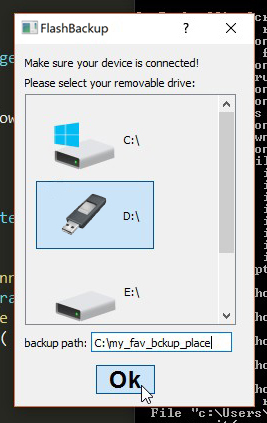 FlashBackup
?
Make sure your device is connected!
Please select your removable drive:
C:\
D:\
E:\
backup path: C:\my_fav_bckup_place
Ok
File "c:\Users\